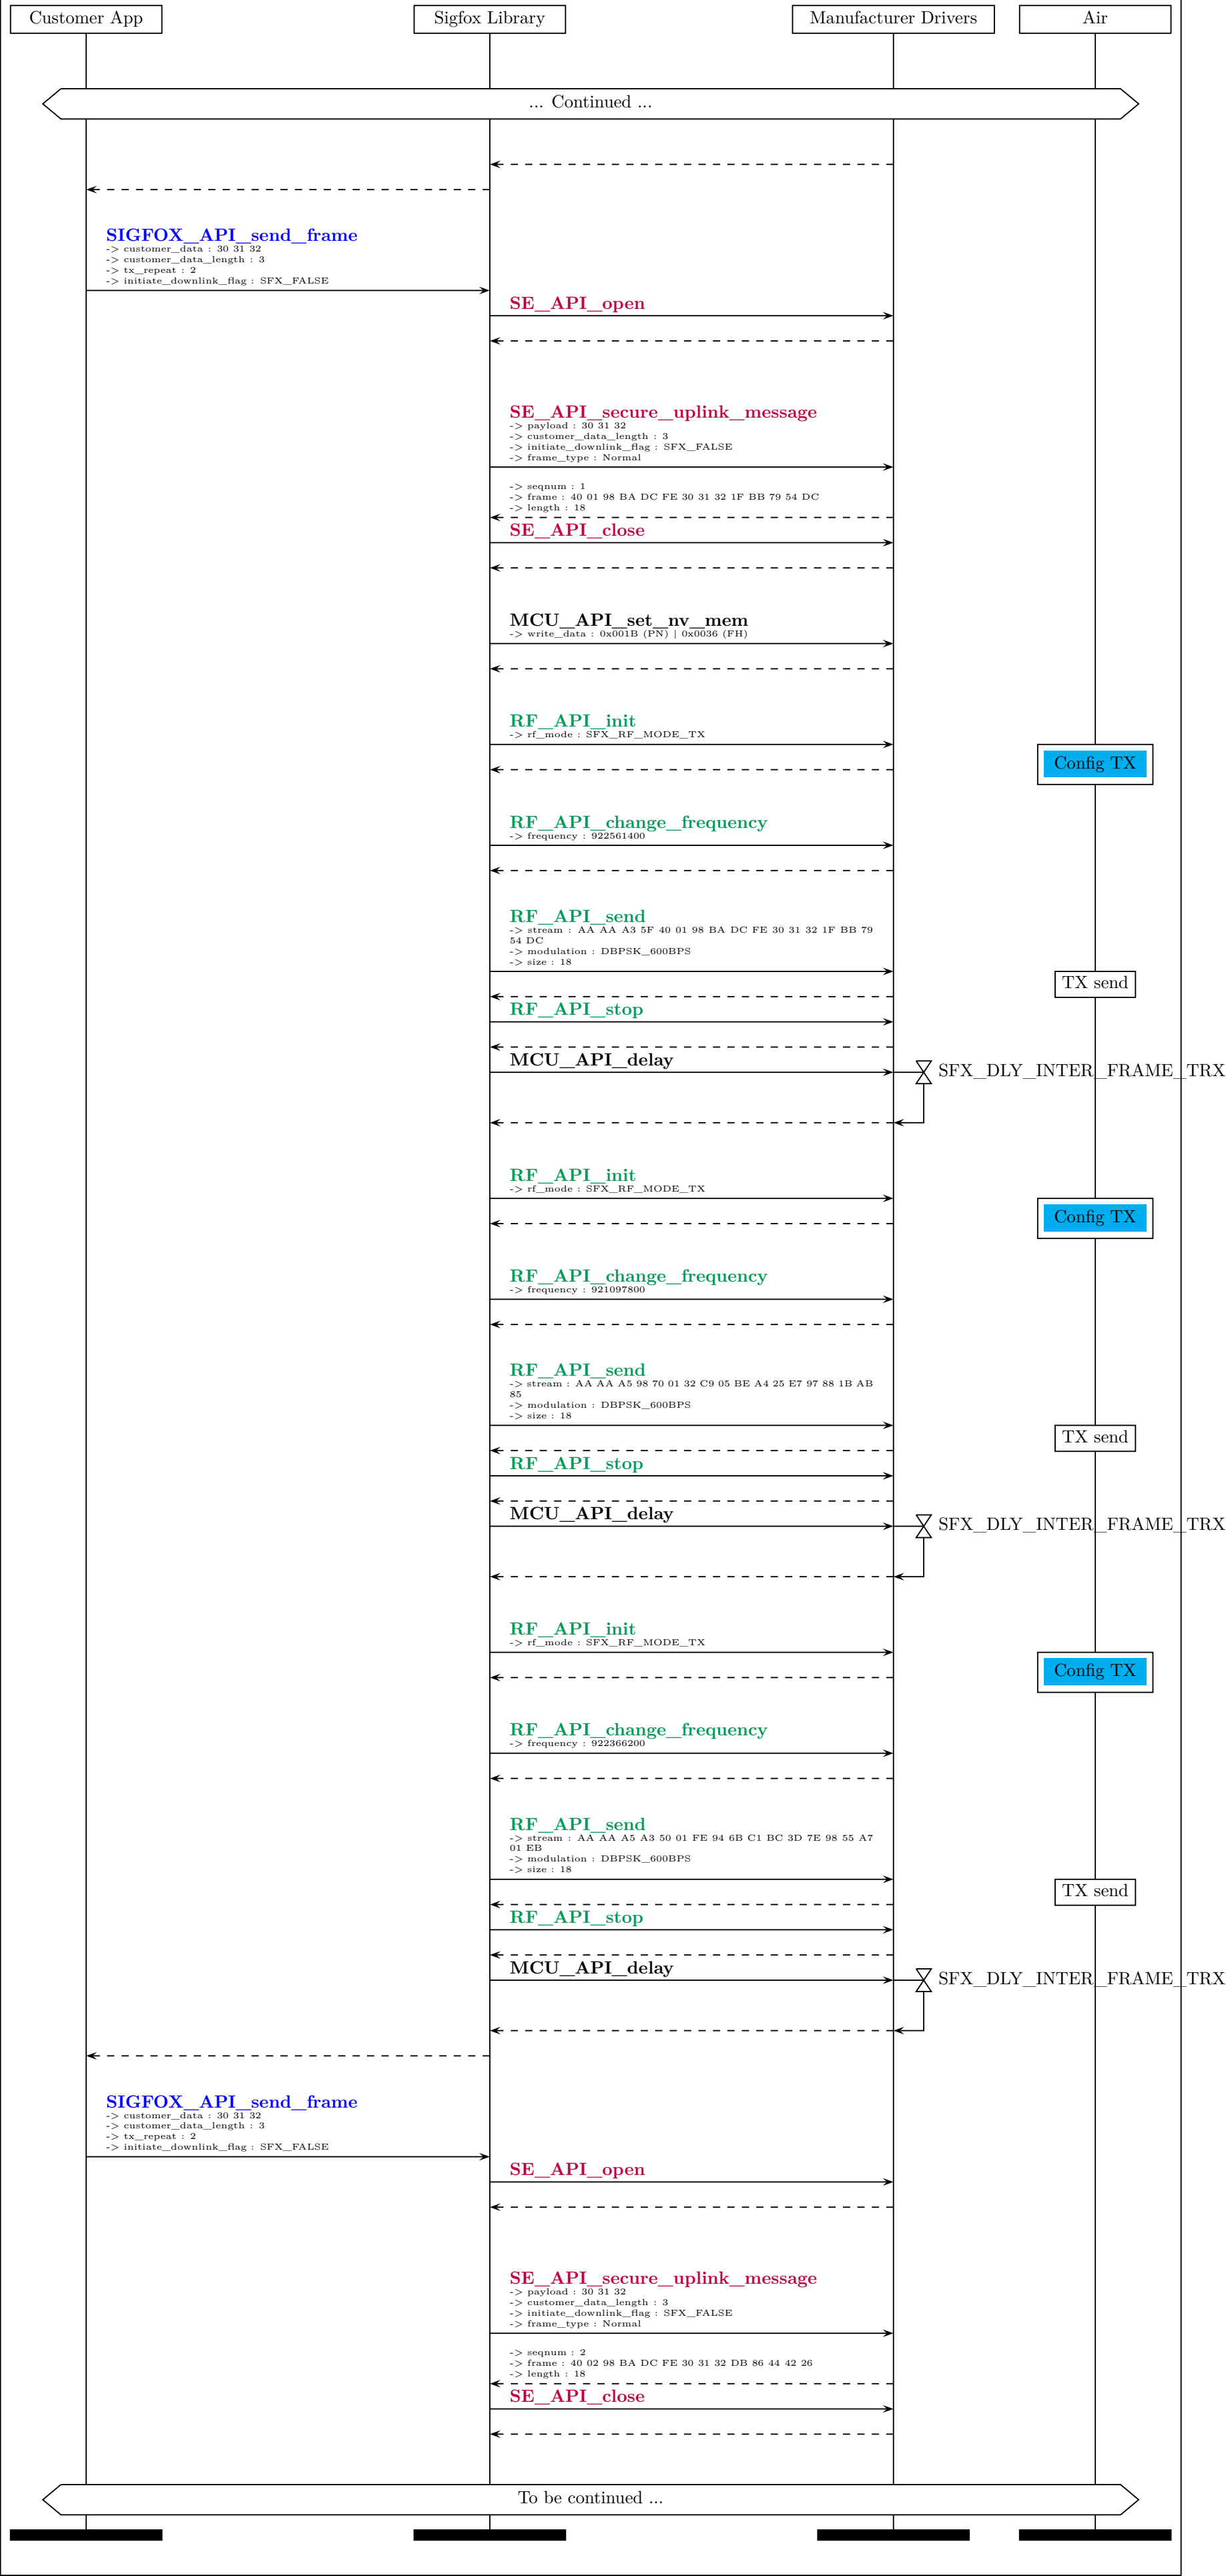 Customer App
Sigfox Library
Manufacturer Drivers
Air
... Continued ...
SIGFOX_API_send_frame
-> customer_data : 30 31 32
-> customer_data_length : 3
-> tx_repeat : 2
-> initiate_downlink_flag : SFX_FALSE
SE_API_open
SE_API_secure_uplink_message
-> payload : 30 31 32
-> customer_data_length : 3
-> initiate_downlink_flag : SFX_FALSE
-> frame_type : Normal
-> seqnum : 1
-> frame : 40 01 98 BA DC FE 30 31 32 1F BB 79 54 DC
-> length : 18
SE_API_close
MCU_API_set_nv_mem
-> write_data : 0x001B (PN) | 0x0036 (FH)
RF_API_init
-> rf_mode : SFX_RF_MODE_TX
Config TX
RF_API_change_frequency
-> frequency : 922561400
RF_API_send
-> stream : AA AA A3 5F 40 01 98 BA DC FE 30 31 32 1F BB 79
54 DC
-> modulation : DBPSK_600BPS
-> size : 18
TX send
RF_API_stop
MCU_API_delay
SFX_DLY_INTER_FRAME_TRX
RF_API_init
-> rf_mode : SFX_RF_MODE_TX
Config TX
RF_API_change_frequency
-> frequency : 921097800
RF_API_send
-> stream : AA AA A5 98 70 01 32 C9 05 BE A4 25 E7 97 88 1B AB
85
-> modulation : DBPSK_600BPS
-> size : 18
TX send
RF_API_stop
MCU_API_delay
SFX_DLY_INTER_FRAME_TRX
RF_API_init
-> rf_mode : SFX_RF_MODE_TX
Config TX
RF_API_change_frequency
-> frequency : 922366200
RF_API_send
-> stream : AA AA A5 A3 50 01 FE 94 6B C1 BC 3D 7E 98 55 A7
01 EB
-> modulation : DBPSK_600BPS
-> size : 18
TX send
RF_API_stop
MCU_API_delay
SFX_DLY_INTER_FRAME_TRX
SIGFOX_API_send_frame
-> customer_data : 30 31 32
-> customer_data_length : 3
-> tx_repeat : 2
-> initiate_downlink_flag : SFX_FALSE
SE_API_open
SE_API_secure_uplink_message
-> payload : 30 31 32
-> customer_data_length : 3
-> initiate_downlink_flag : SFX_FALSE
-> frame_type : Normal
-> seqnum : 2
-> frame : 40 02 98 BA DC FE 30 31 32 DB 86 44 42 26
-> length : 18
SE_API_close
To be continued ...